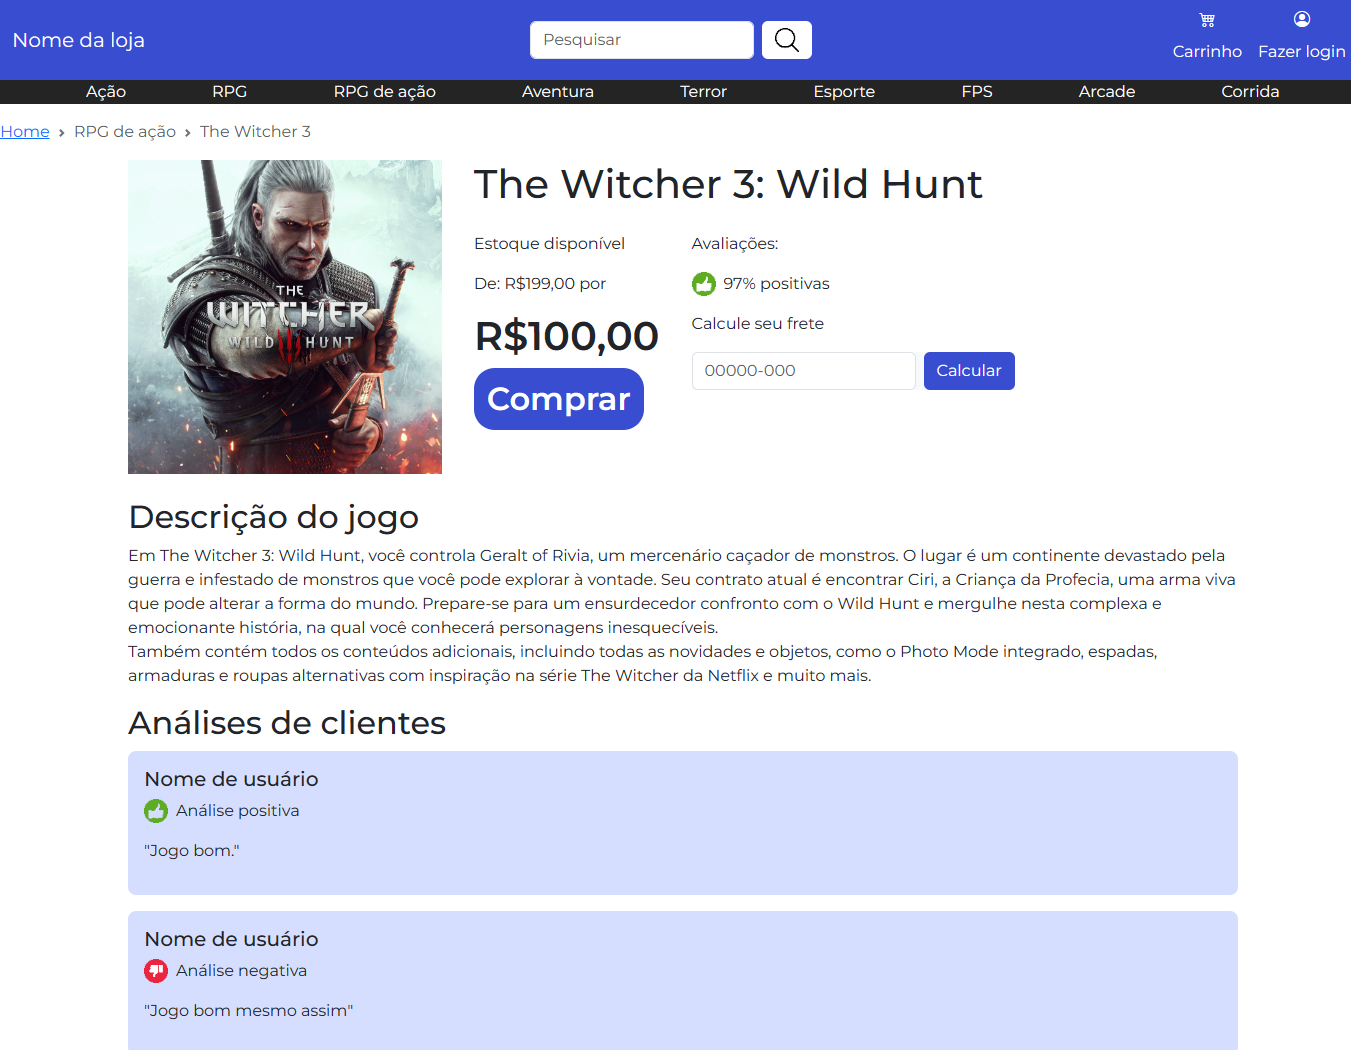 Nome da loja
Pesquisar
Carrinho
Fazer login
Ação RPG RPG de ação Aventura Terror Esporte FPS Arcade Corrida
Home › RPG de ação › The Witcher 3
THE
WITCHER
WILD HUNT
The Witcher 3: Wild Hunt
Estoque disponível
De: R$199,00 por
R$100,00
Comprar
Avaliações:
97% positivas
Calcule seu frete
00000-000
Calcular
Descrição do jogo
Em The Witcher 3: Wild Hunt, você controla Geralt of Rivia, um mercenário caçador de monstros. O lugar é um continente devastado pela
guerra e infestado de monstros que você pode explorar à vontade. Seu contrato atual é encontrar Ciri, a Criança da Profecia, uma arma viva
que pode alterar a forma do mundo. Prepare-se para um ensurdecedor confronto com o Wild Hunt e mergulhe nesta complexa e
emocionante história, na qual você conhecerá personagens inesquecíveis.
Também contém todos os conteúdos adicionais, incluindo todas as novidades e objetos, como o Photo Mode integrado, espadas,
armaduras e roupas alternativas com inspiração na série The Witcher da Netflix e muito mais.
Análises de clientes
Nome de usuário
Análise positiva
"Jogo bom."
Nome de usuário
Análise negativa
"Jogo bom mesmo assim"